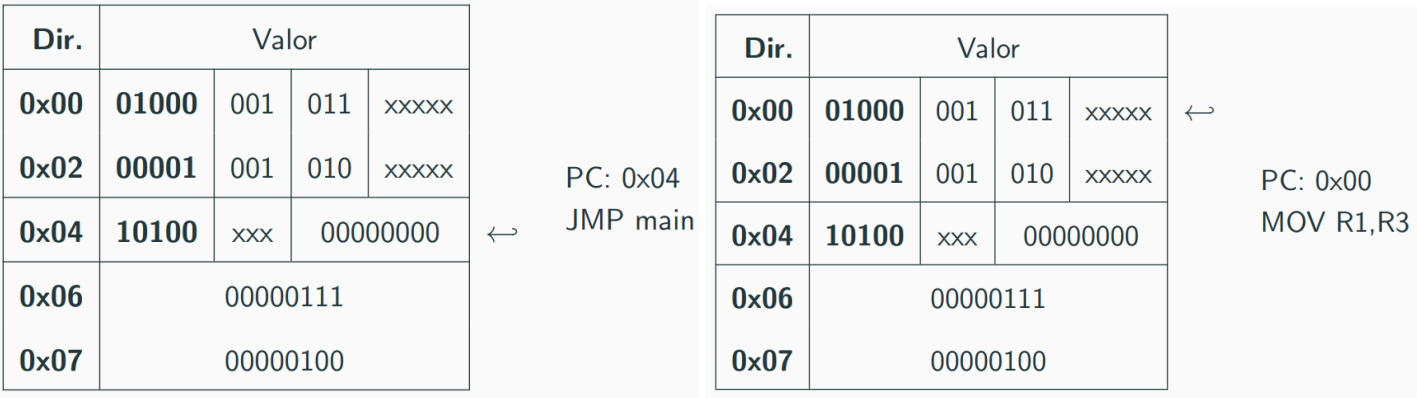 Dir. Valor
0x00 01000 001 011 xxxxx
0x02 00001 001 010 xxxxx
0x04 10100 xxx 00000000
0x06 00000111
0x07 00000100
PC: 0x04
JMP main
Dir. Valor
0x00 01000 001 011 xxxxx
0x02 00001 001 010 xxxxx
0x04 10100 xxx 00000000
0x06 00000111
0x07 00000100
PC: 0x00
MOV R1,R3